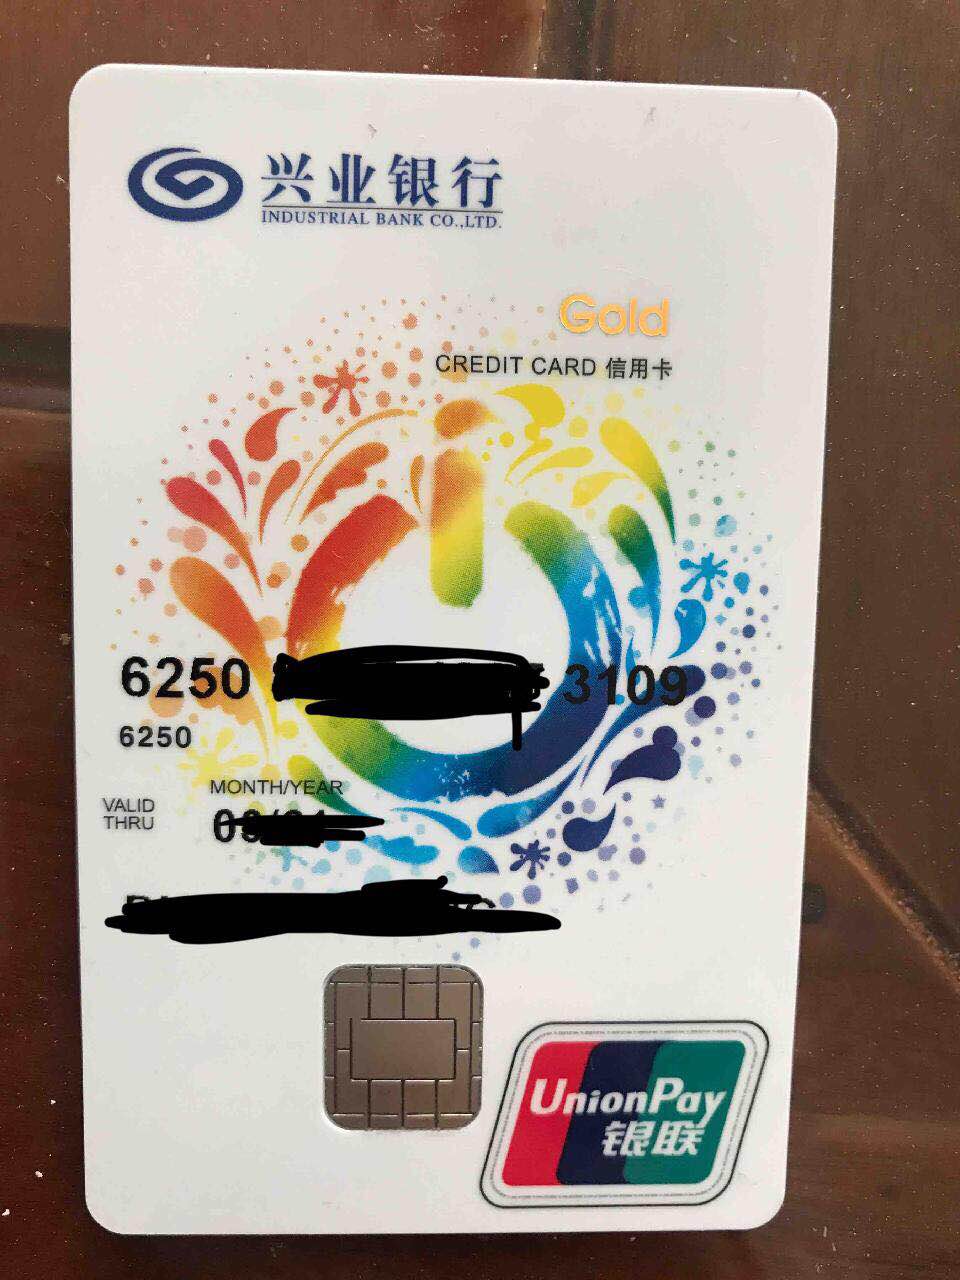 兴业银行
INDUSTRIAL BANK CO.,LTD.
Gold
CREDIT CARD 信用卡
6250 3109
6250
MONTH/YEAR
VALID
THRU
UnionPay
银联